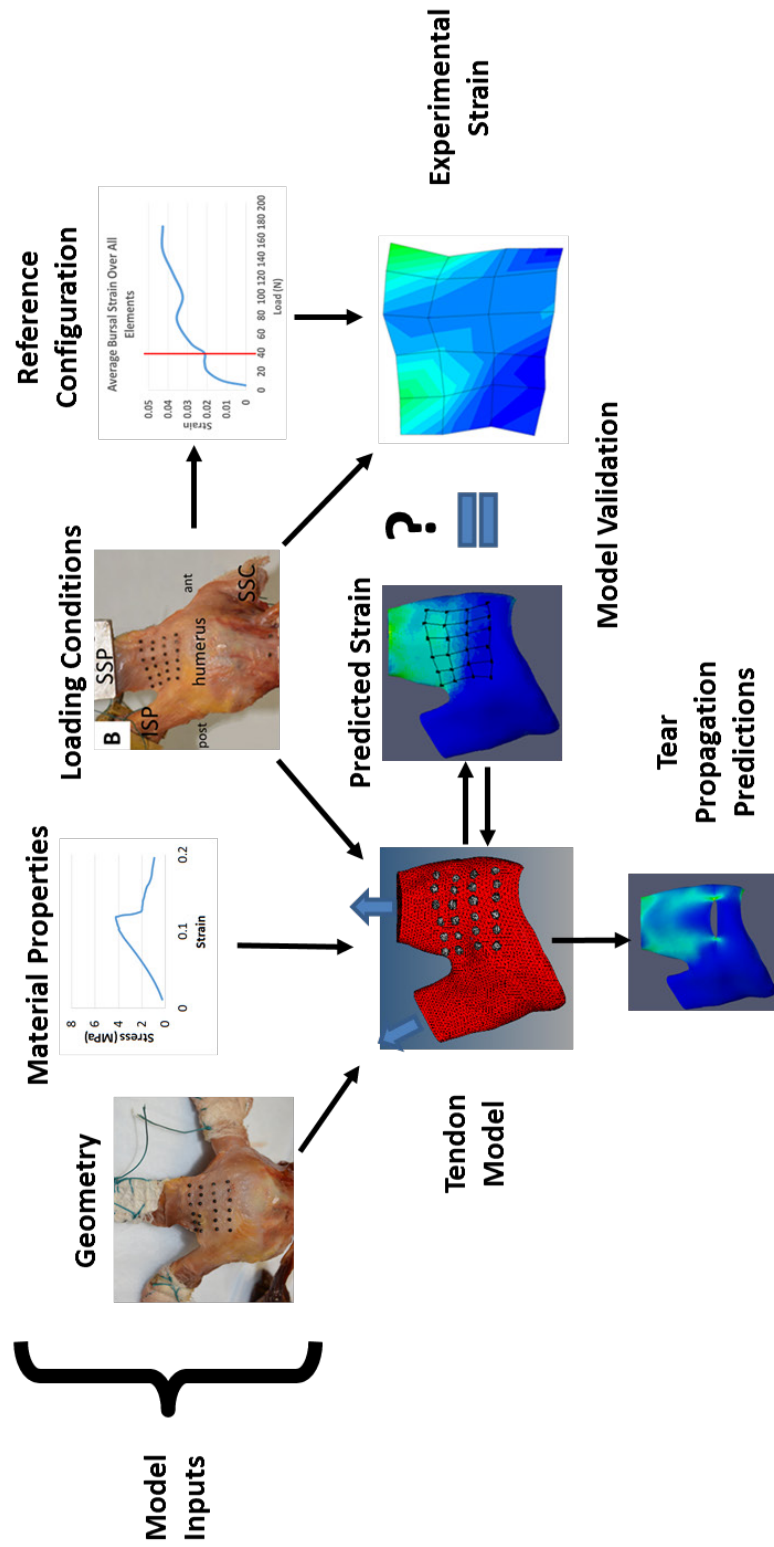 Model
Inputs
Geometry
Material Properties
Stress (MPa)
8
6
4
2
0
0
0.1
0.2
Strain
Loading Conditions
B
SSP
ISP
post
humerus
ant
SSC
Reference
Configuration
Average Bursal Strain Over All
Elements
Strain
0.05
0.04
0.03
0.02
0.01
0
0 20 40 60 80 100 120 140 160 180 200
Load (N)
Tendon
Model
Predicted Strain
?
Model Validation
Experimental
Strain
Tear
Propagation
Predictions